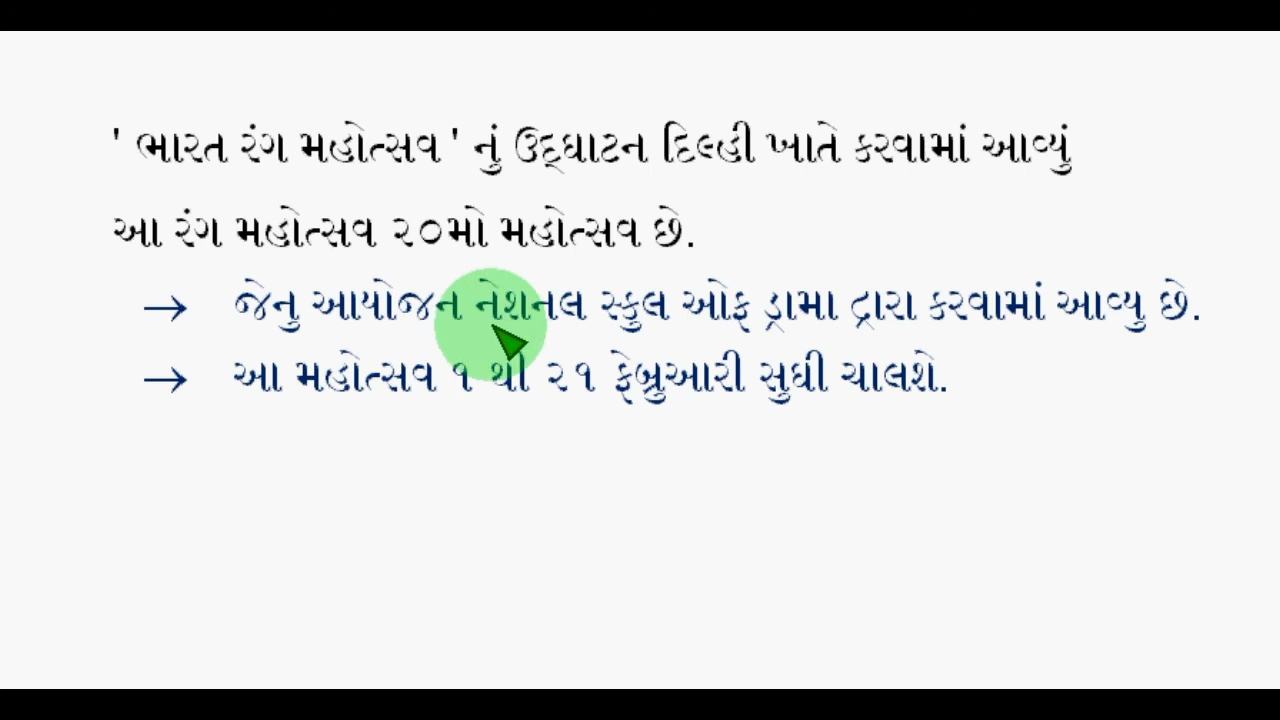 ' ભારત રંગ મહોત્સવ ' નું ઉદ્‌ઘાટન દિલ્હી ખાતે કરવામાં આવ્યું
આ રંગ મહોત્સવ ૨૦મો મહોત્સવ છે.
→ જેનુ આયોજન નેશનલ સ્કુલ ઓફ ડ્રામા દ્રારા કરવામાં આવ્યુ છે.
→ આ મહોત્સવ ૧ થી ૨૧ ફેબ્રુઆરી સુધી ચાલશે.